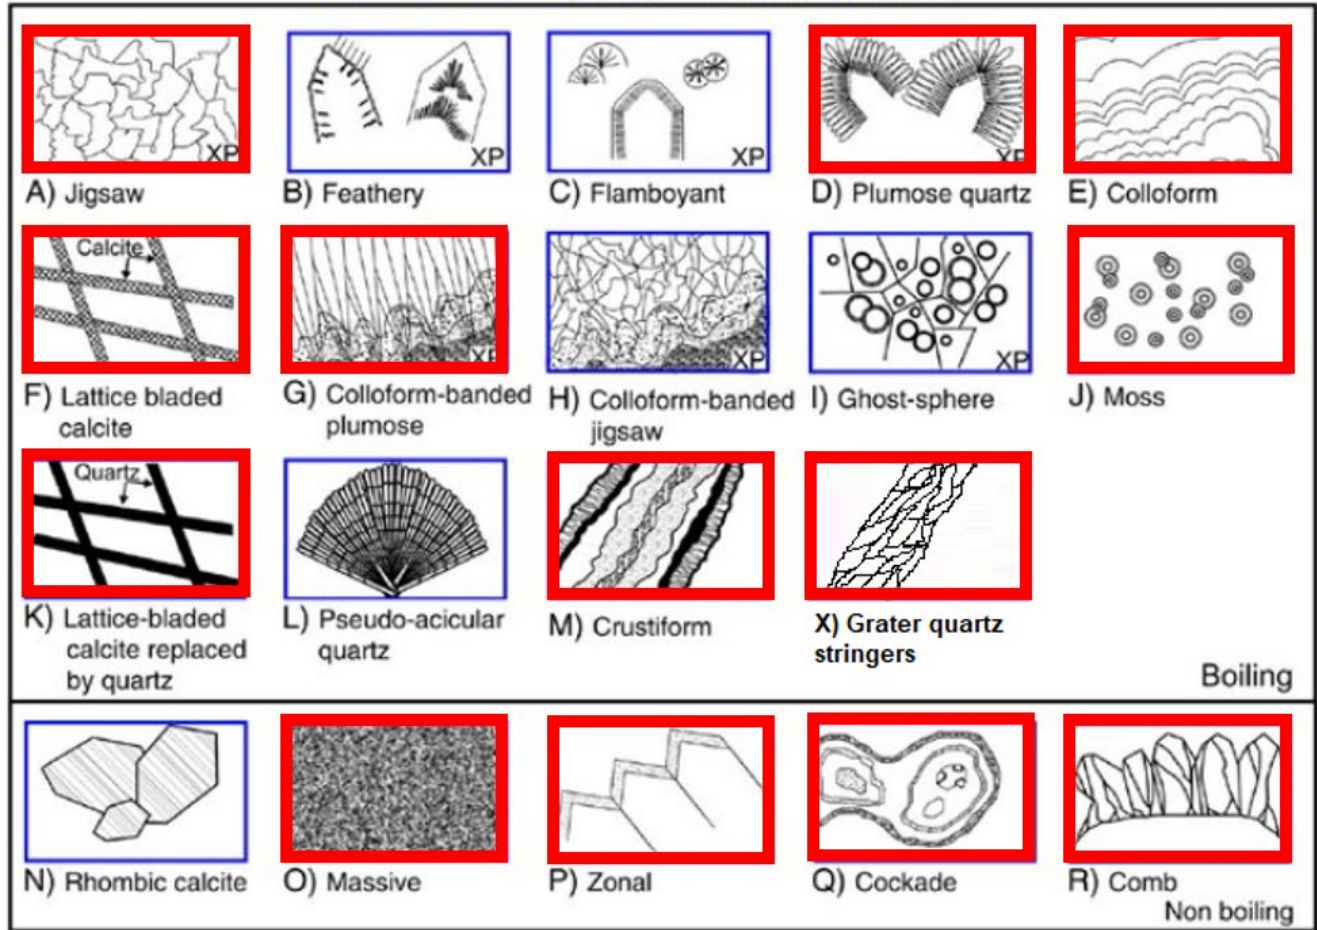 XP
XP
XP
XP
A) Jigsaw
B) Feathery
C) Flamboyant
D) Plumose quartz
E) Colloform
Calcite
XP
XP
XP
F) Lattice bladed
calcite
G) Colloform-banded
plumose
H) Colloform-banded
jigsaw
I) Ghost-sphere
J) Moss
Quartz
K) Lattice-bladed
calcite replaced
by quartz
L) Pseudo-acicular
quartz
M) Crustiform
X) Grater quartz
stringers
Boiling
N) Rhombic calcite
O) Massive
P) Zonal
Q) Cockade
R) Comb
Non boiling